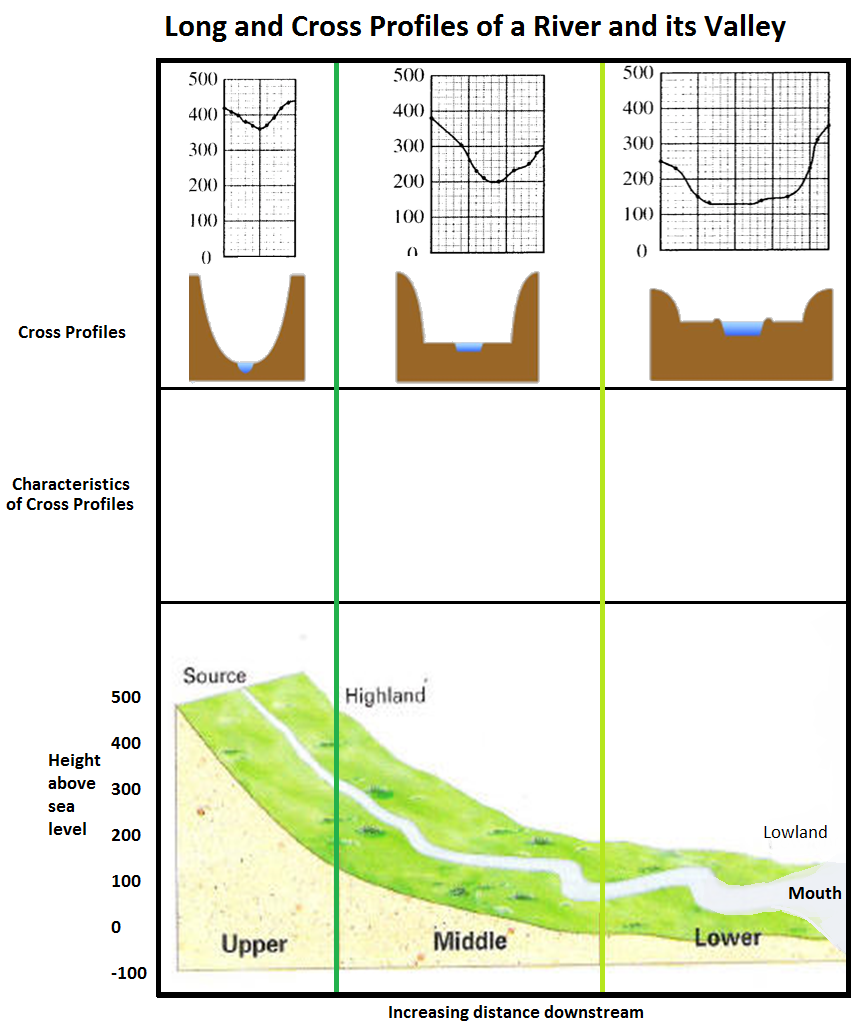 Long and Cross Profiles of a River and its Valley
500
400
300
200
100
0
500
400
300
200
100
0
500
400
300
200
100
0
Cross Profiles
Characteristics
of Cross Profiles
Source
Highland
500
400
300
200
100
0
-100
Height
above
sea
level
Lowland
Mouth
Upper
Middle
Lower
Increasing distance downstream